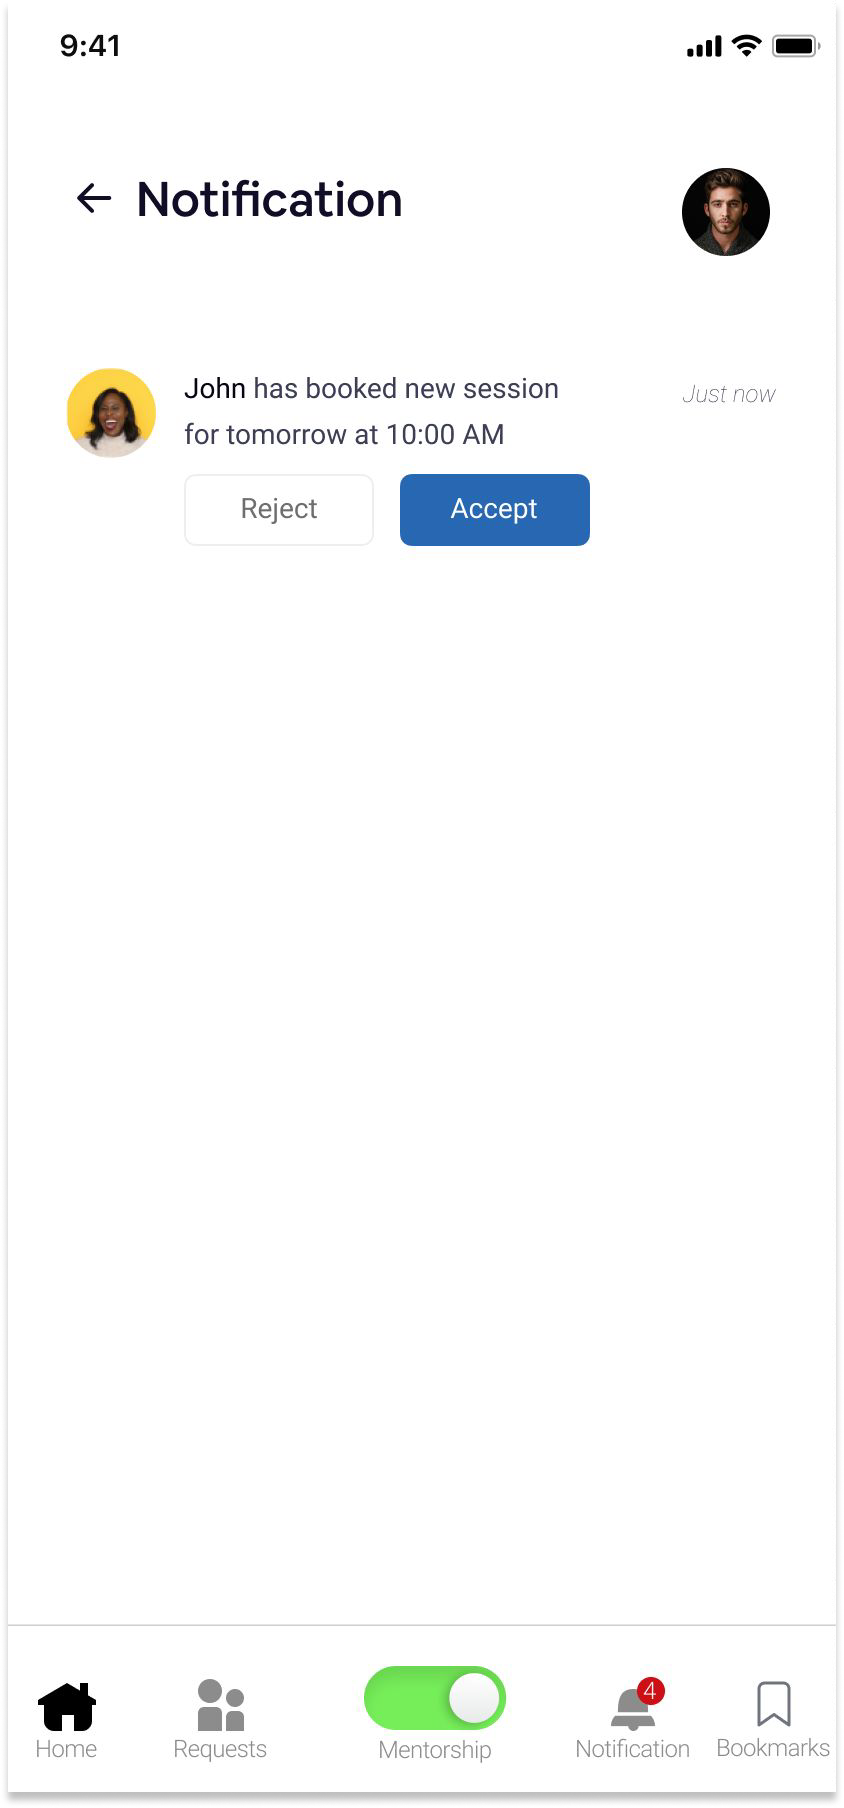 9:41
Notification
John has booked new session
Just now
for tomorrow at 10:00 AM
Reject
Accept
4
Home
Requests
Mentorship
Notification
Bookmarks